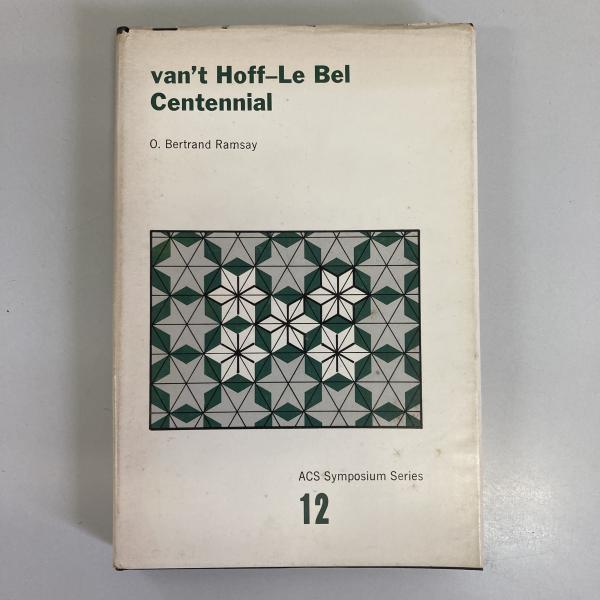 van't Hoff–Le Bel
Centennial
O. Bertrand Ramsay
ACS Symposium Series
12